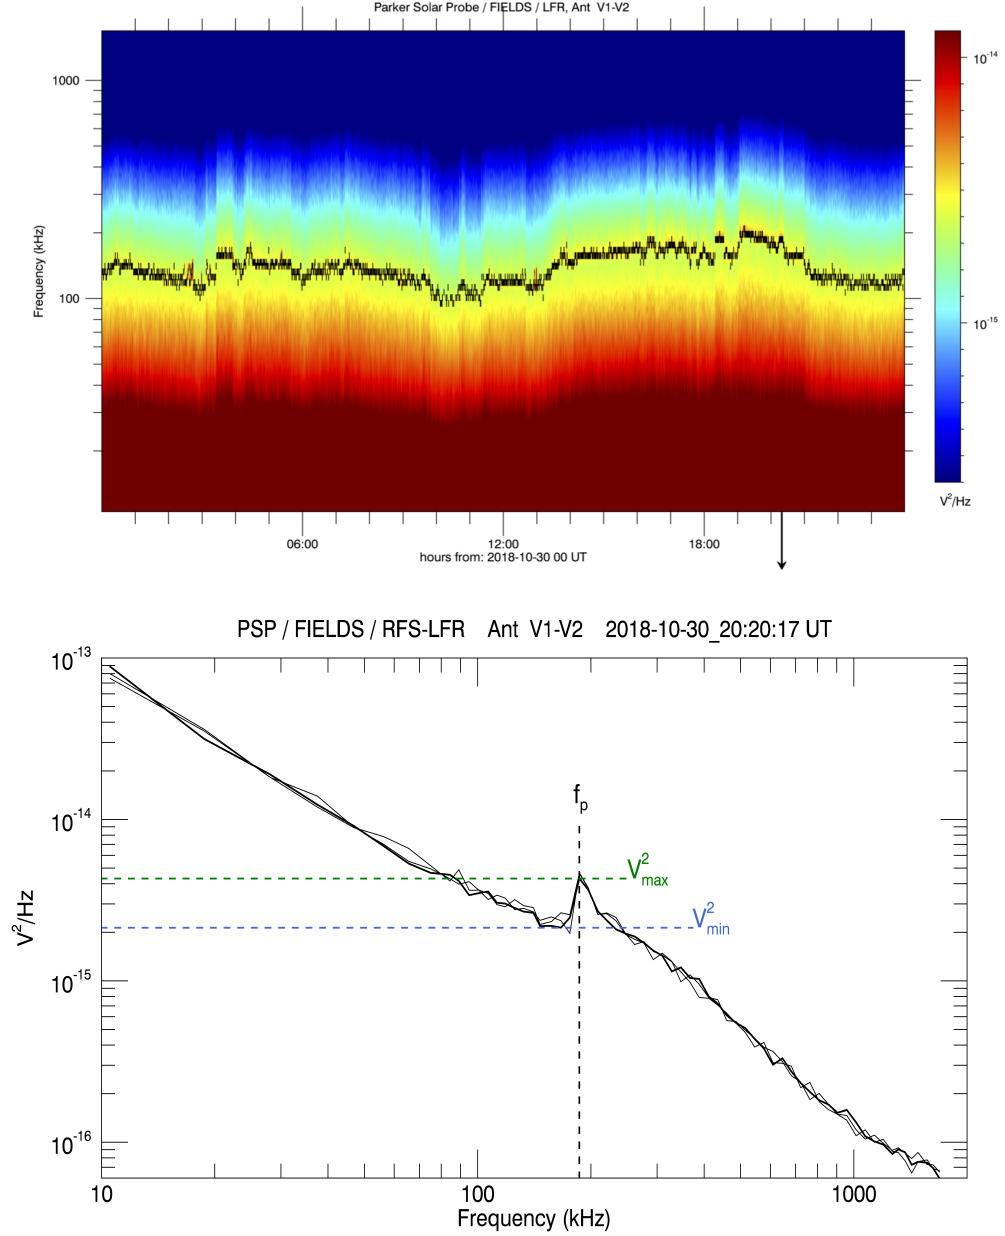 Parker Solar Probe / FIELDS / LFR, Ant V1-V2
1000
100
Frequency (kHz)
10⁻¹⁴
10⁻¹⁵
V²/Hz
06:00 12:00 18:00
hours from: 2018-10-30 00 UT
PSP / FIELDS / RFS-LFR Ant V1-V2 2018-10-30_20:20:17 UT
10⁻¹³
10⁻¹⁴
10⁻¹⁵
10⁻¹⁶
V²/Hz
fₚ
V²max
V²min
10 100 1000
Frequency (kHz)